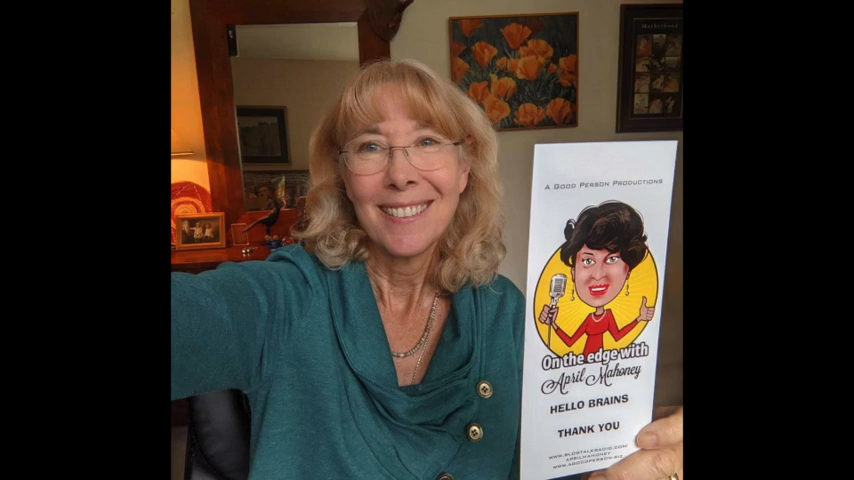 A Good Person Productions
On the edge with
April Mahoney
HELLO BRAINS
THANK YOU
www.blogtalkradio.com/
aprilmahoney
www.agoodperson.biz